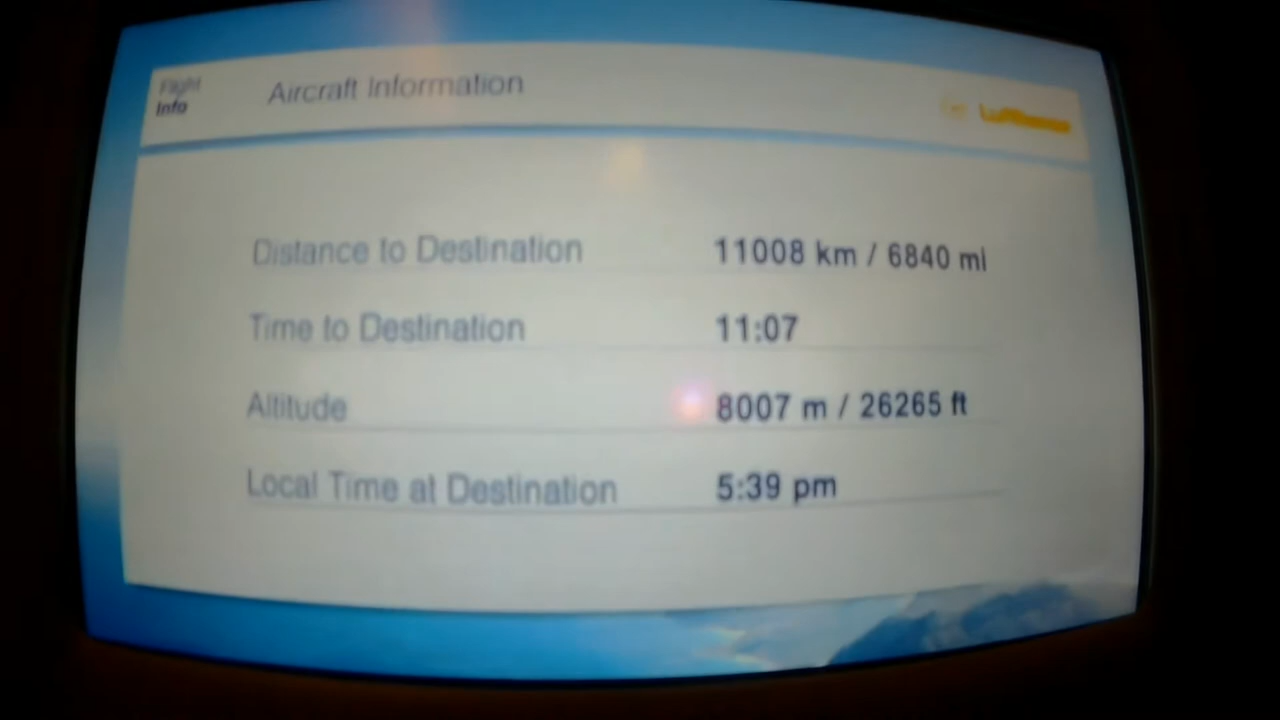 Flight
Info
Aircraft Information
Lufthansa
Distance to Destination 11008 km / 6840 mi
Time to Destination 11:07
Altitude 8007 m / 26265 ft
Local Time at Destination 5:39 pm